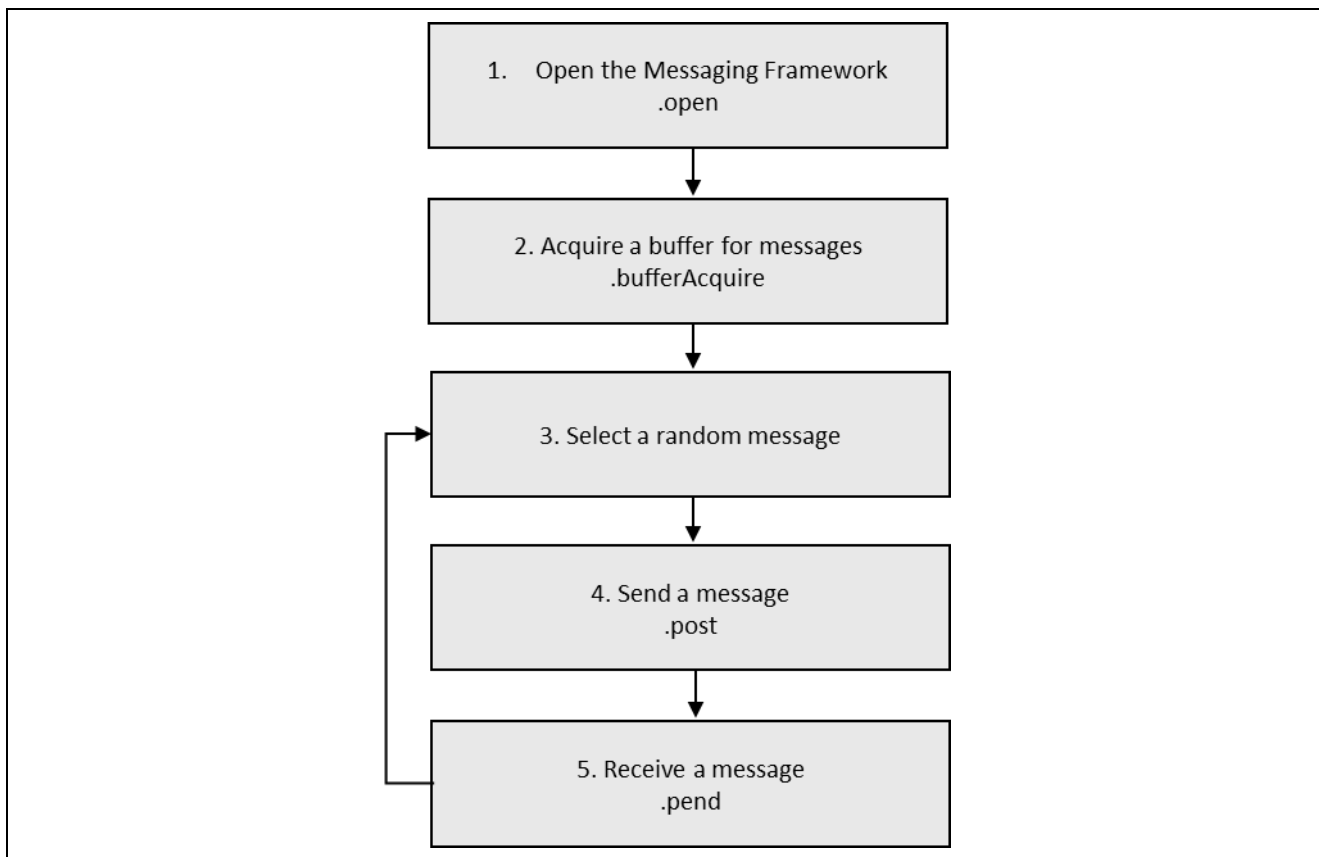 1. Open the Messaging Framework
.open
2. Acquire a buffer for messages
.bufferAcquire
3. Select a random message
4. Send a message
.post
5. Receive a message
.pend